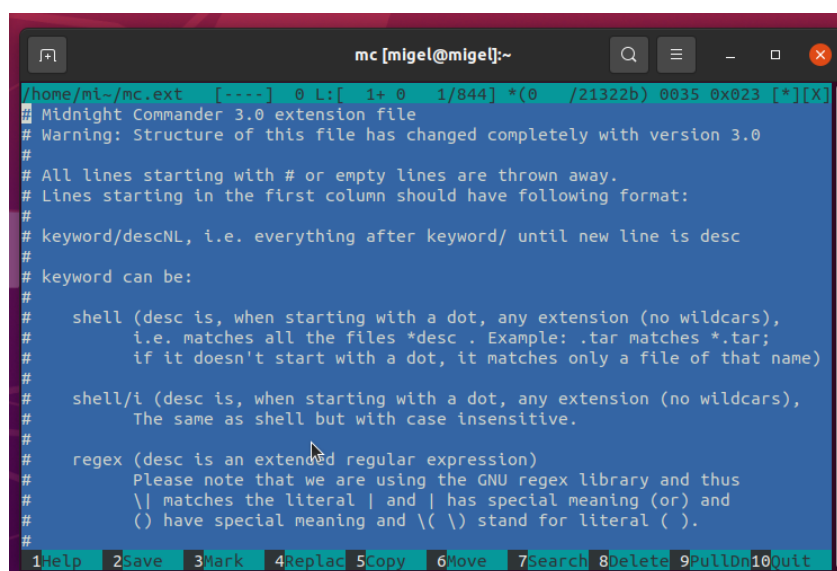 mc [migel@migel]:~
/home/mi~/mc.ext [----] 0 L:[ 1+ 0 1/844] *(0 /21322b) 0035 0x023 [*][X]
# Midnight Commander 3.0 extension file
# Warning: Structure of this file has changed completely with version 3.0
#
# All lines starting with # or empty lines are thrown away.
# Lines starting in the first column should have following format:
#
# keyword/descNL, i.e. everything after keyword/ until new line is desc
#
# keyword can be:
#
# shell (desc is, when starting with a dot, any extension (no wildcars),
# i.e. matches all the files *desc . Example: .tar matches *.tar;
# if it doesn't start with a dot, it matches only a file of that name)
#
# shell/i (desc is, when starting with a dot, any extension (no wildcars),
# The same as shell but with case insensitive.
#
# regex (desc is an extended regular expression)
# Please note that we are using the GNU regex library and thus
# \| matches the literal | and | has special meaning (or) and
# () have special meaning and \( \) stand for literal ( ).
#
1Help 2Save 3Mark 4Replac 5Copy 6Move 7Search 8Delete 9PullDn 10Quit